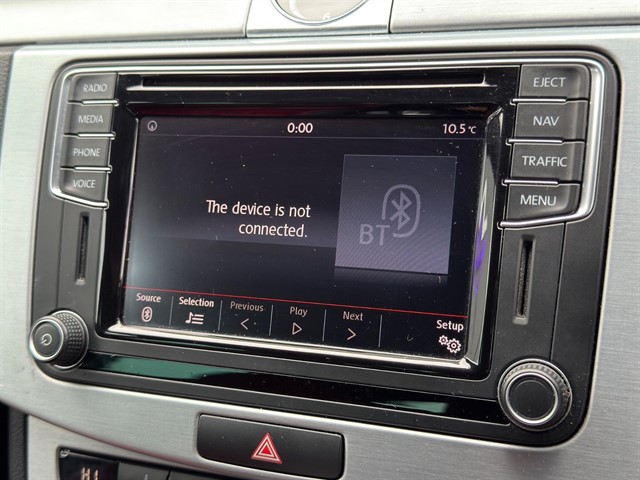 RADIO
MEDIA
PHONE
VOICE
0:00
10.5 °C
The device is not
connected.
BT
Source
Selection
Previous
Play
Next
Setup
EJECT
NAV
TRAFFIC
MENU